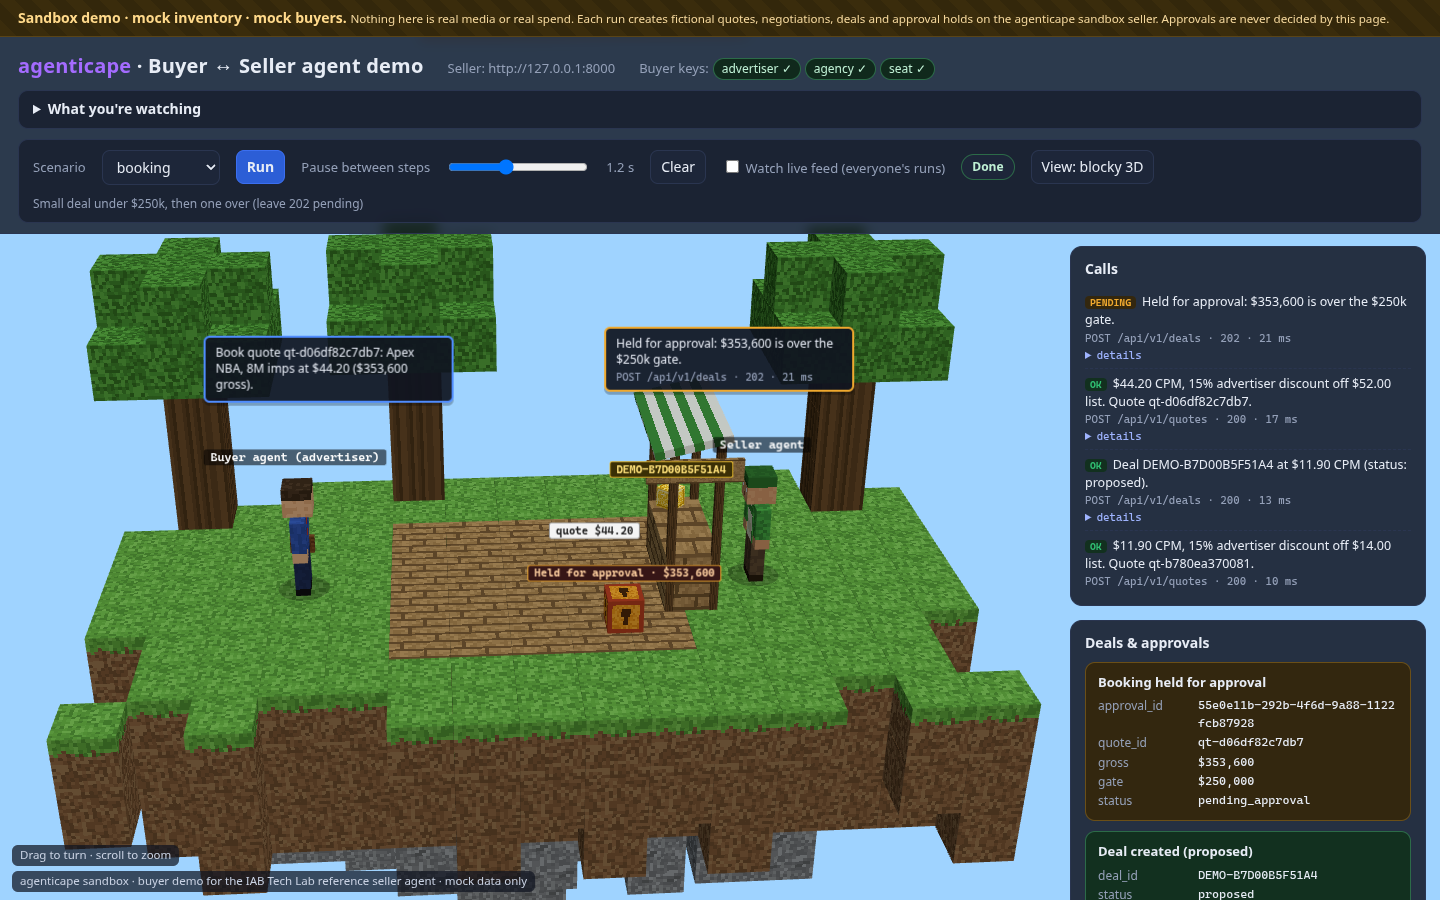 Sandbox demo · mock inventory · mock buyers. Nothing here is real media or real spend. Each run creates fictional quotes, negotiations, deals and approval holds on the agenticape sandbox seller. Approvals are never decided by this page.
agenticape · Buyer ↔ Seller agent demo
Seller: http://127.0.0.1:8000
Buyer keys: advertiser ✓ agency ✓ seat ✓
▶ What you're watching
Scenario booking Run Pause between steps 1.2 s Clear Watch live feed (everyone's runs) Done View: blocky 3D
Small deal under $250k, then one over (leave 202 pending)
Book quote qt-d06df82c7db7: Apex
NBA, 8M imps at $44.20 ($353,600
gross).
Held for approval: $353,600 is over the
$250k gate.
POST /api/v1/deals · 202 · 21 ms
Buyer agent (advertiser)
Seller agent
DEMO-B7D00B5F51A4
quote $44.20
Held for approval · $353,600
Drag to turn · scroll to zoom
agenticape sandbox · buyer demo for the IAB Tech Lab reference seller agent · mock data only
Calls
PENDING Held for approval: $353,600 is over the $250k
gate.
POST /api/v1/deals · 202 · 21 ms
▶ details
OK $44.20 CPM, 15% advertiser discount off $52.00
list. Quote qt-d06df82c7db7.
POST /api/v1/quotes · 200 · 17 ms
▶ details
OK Deal DEMO-B7D00B5F51A4 at $11.90 CPM (status:
proposed).
POST /api/v1/deals · 200 · 13 ms
▶ details
OK $11.90 CPM, 15% advertiser discount off $14.00
list. Quote qt-b780ea370081.
POST /api/v1/quotes · 200 · 10 ms
Deals & approvals
Booking held for approval
approval_id 55e0e11b-292b-4f6d-9a88-1122
fcb87928
quote_id qt-d06df82c7db7
gross $353,600
gate $250,000
status pending_approval
Deal created (proposed)
deal_id DEMO-B7D00B5F51A4
status proposed